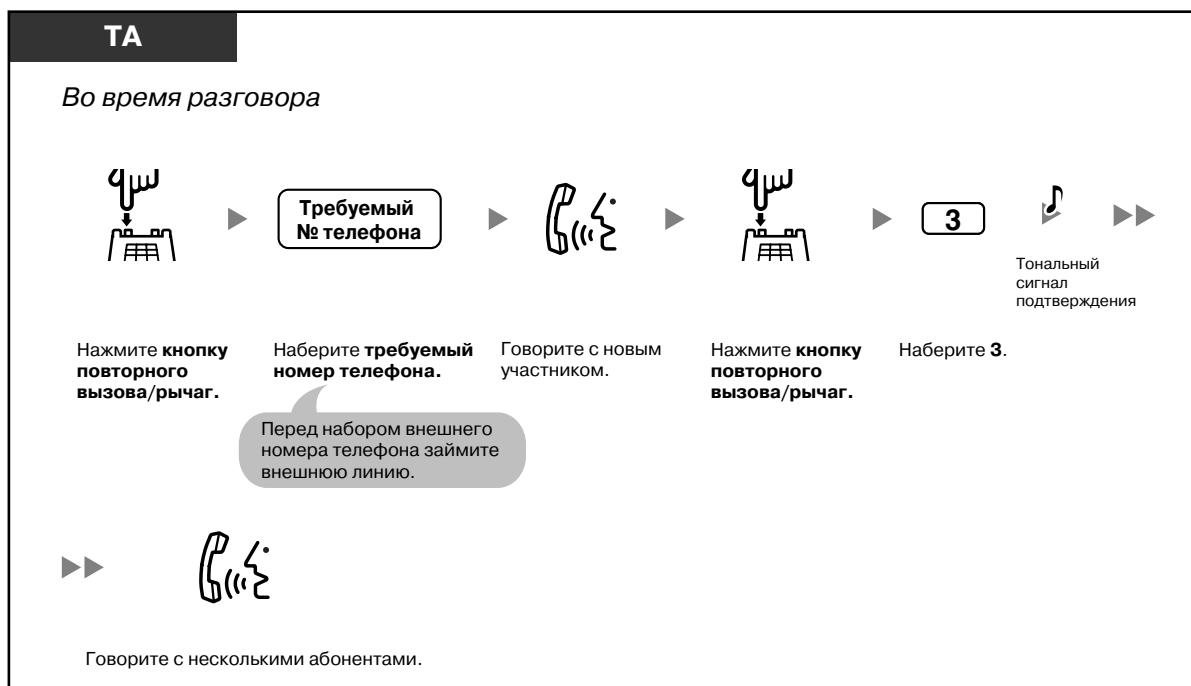 ТА
Во время разговора
Требуемый
№ телефона
3
Тональный
сигнал
подтверждения
Нажмите кнопку
повторного
вызова/рычаг.
Наберите требуемый
номер телефона.
Говорите с новым
участником.
Нажмите кнопку
повторного
вызова/рычаг.
Наберите 3.
Перед набором внешнего
номера телефона займите
внешнюю линию.
Говорите с несколькими абонентами.